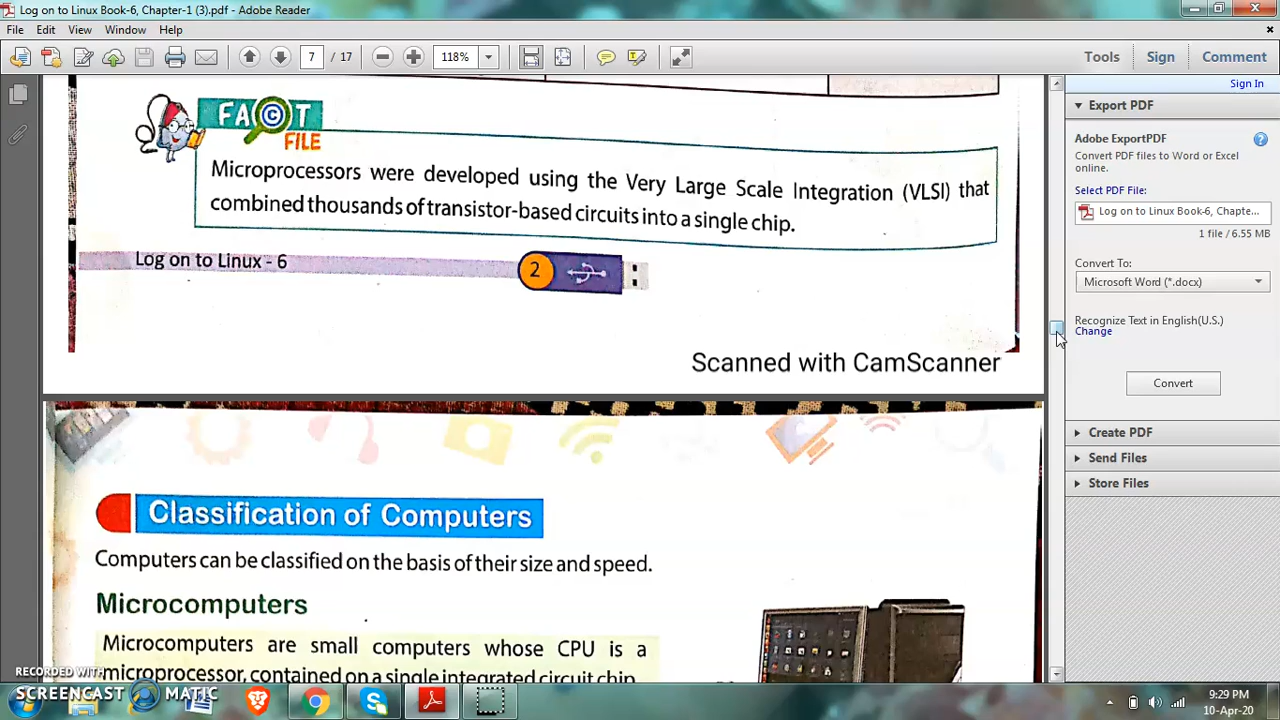 Log on to Linux Book-6, Chapter-1 (3).pdf - Adobe Reader
File Edit View Window Help
7 / 17
118%
Tools Sign Comment
Sign In
Export PDF
Adobe ExportPDF
Convert PDF files to Word or Excel
online.
Select PDF File:
Log on to Linux Book-6, Chapte...
1 file / 6.55 MB
Convert To:
Microsoft Word (*.docx)
Recognize Text in English(U.S.)
Change
Convert
Create PDF
Send Files
Store Files
FACT
FILE
Microprocessors were developed using the Very Large Scale Integration (VLSI) that
combined thousands of transistor-based circuits into a single chip.
Log on to Linux - 6
2
Scanned with CamScanner
Classification of Computers
Computers can be classified on the basis of their size and speed.
Microcomputers
Microcomputers are small computers whose CPU is a
microprocessor, contained on a single integrated circuit chip.
RECORDED WITH
SCREENCAST MATIC
9:29 PM
10-Apr-20